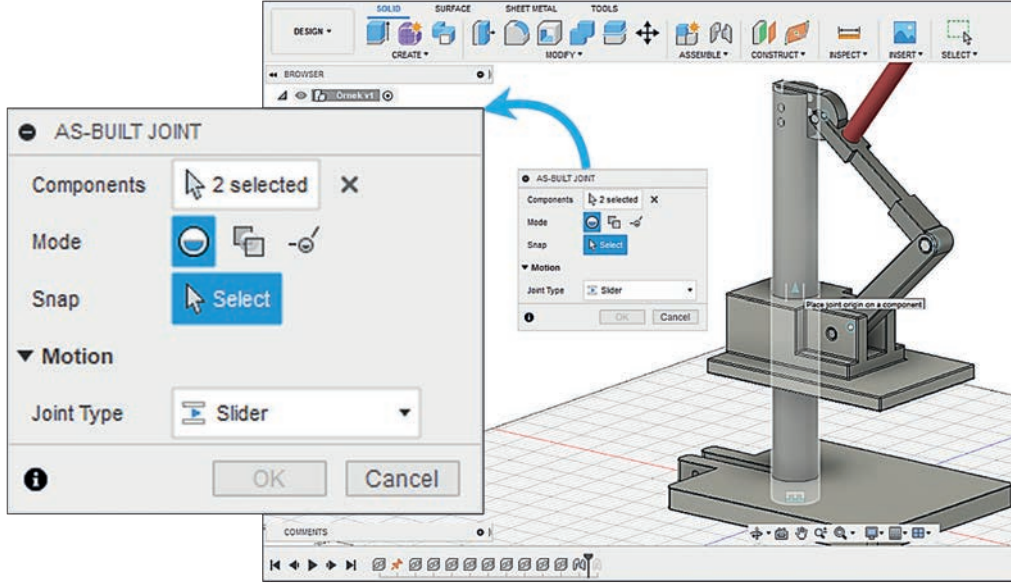 SOLID SURFACE SHEET METAL TOOLS
DESIGN
CREATE MODIFY ASSEMBLE CONSTRUCT INSPECT INSERT SELECT
BROWSER
Ornek v1
AS-BUILT JOINT
Components 2 selected
Mode
Snap Select
Motion
Joint Type Slider
OK Cancel
AS-BUILT JOINT
Components 2 selected
Mode
Snap Select
Motion
Joint Type Slider
OK Cancel
Place joint origin on a component
COMMENTS